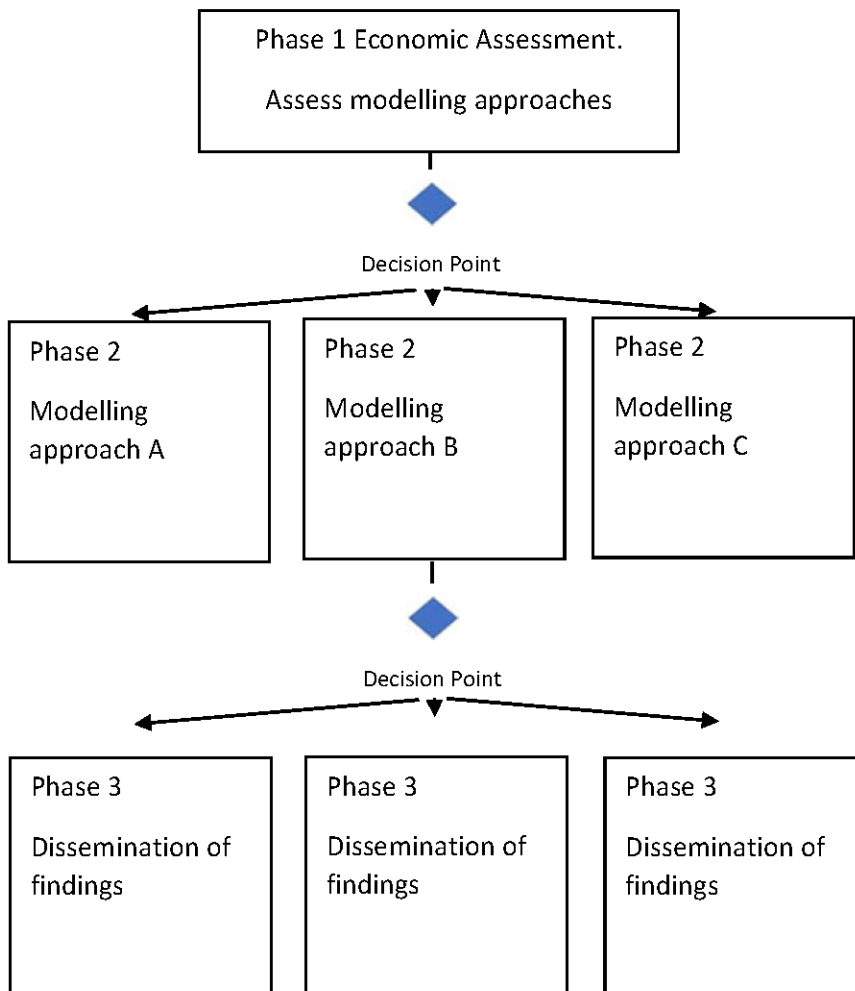 Phase 1 Economic Assessment.
Assess modelling approaches
Decision Point
Phase 2
Modelling
approach A
Phase 2
Modelling
approach B
Phase 2
Modelling
approach C
Decision Point
Phase 3
Dissemination of
findings
Phase 3
Dissemination of
findings
Phase 3
Dissemination of
findings